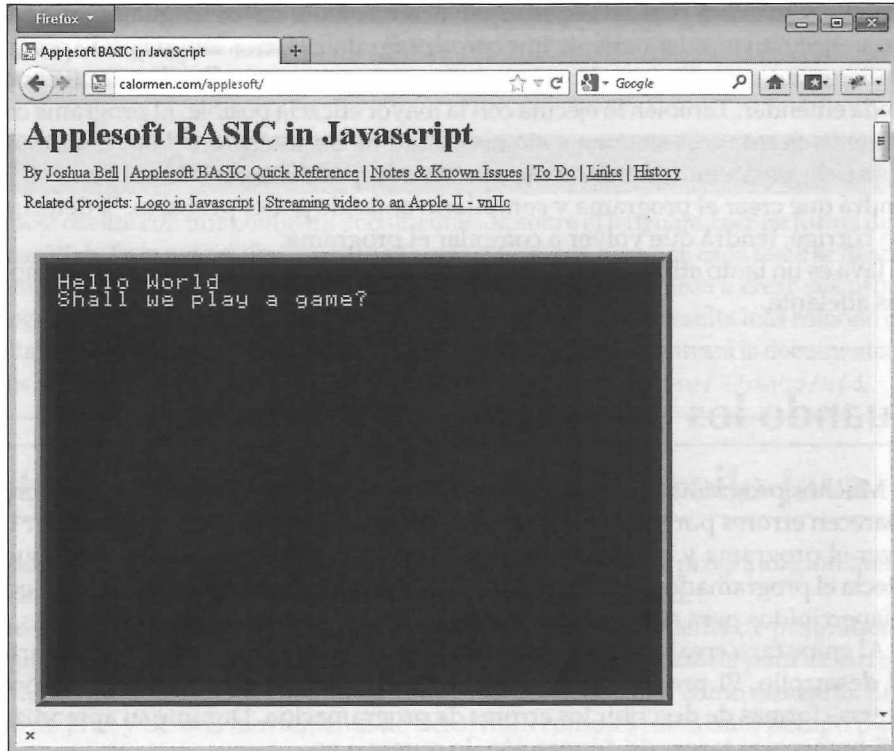 Firefox
Applesoft BASIC in JavaScript
calormen.com/applesoft/
Google
Applesoft BASIC in Javascript
By Joshua Bell | Applesoft BASIC Quick Reference | Notes & Known Issues | To Do | Links | History
Related projects: Logo in Javascript | Streaming video to an Apple II - vnIIc
Hello World
Shall we play a game?